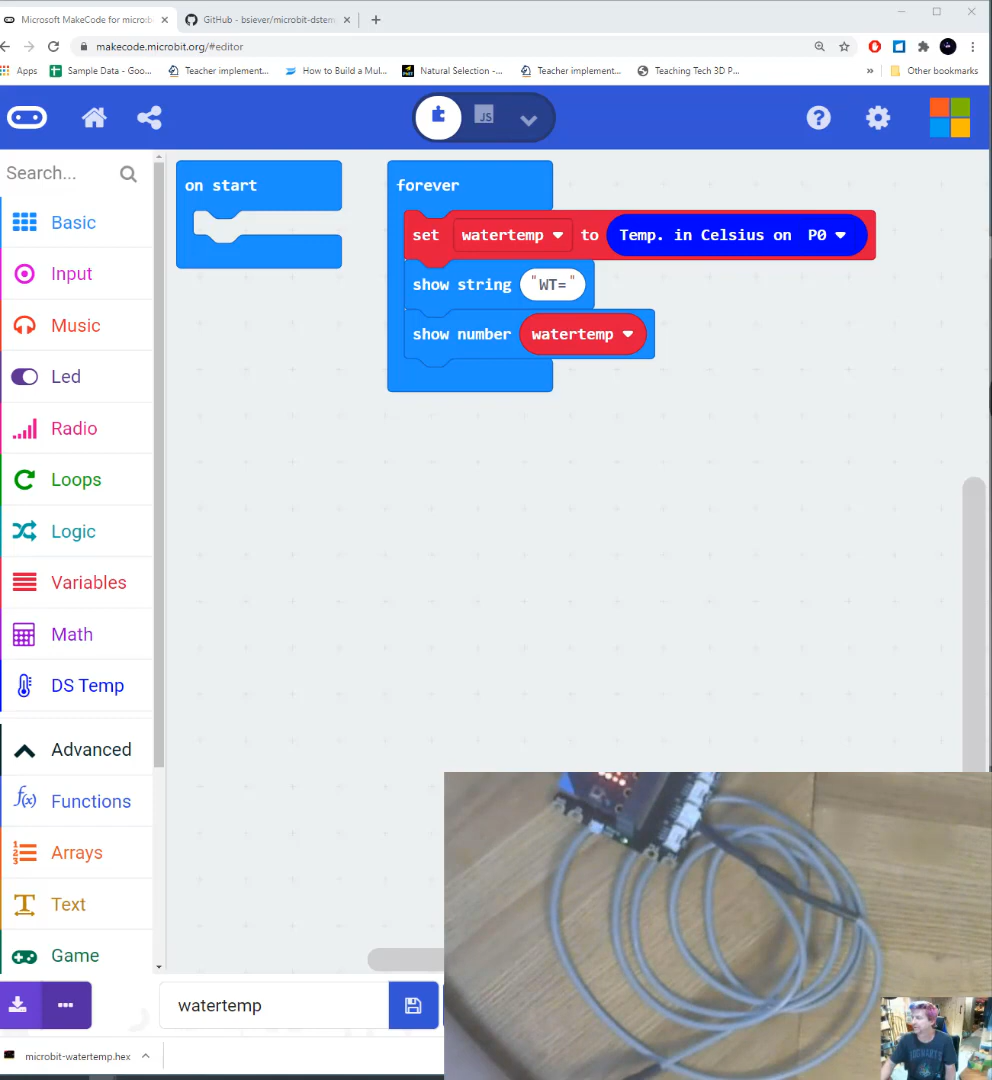 Microsoft MakeCode for micro:b
GitHub - bsiever/microbit-dstem
makecode.microbit.org/#editor
Apps
Sample Data - Goo...
Teacher implement...
How to Build a Mul...
Natural Selection -...
Teacher implement...
Teaching Tech 3D P...
»
Other bookmarks
JS
Search...
Basic
Input
Music
Led
Radio
Loops
Logic
Variables
Math
DS Temp
Advanced
Functions
Arrays
Text
Game
on start
forever
set watertemp to Temp. in Celsius on P0
show string "WT="
show number watertemp
watertemp
microbit-watertemp.hex